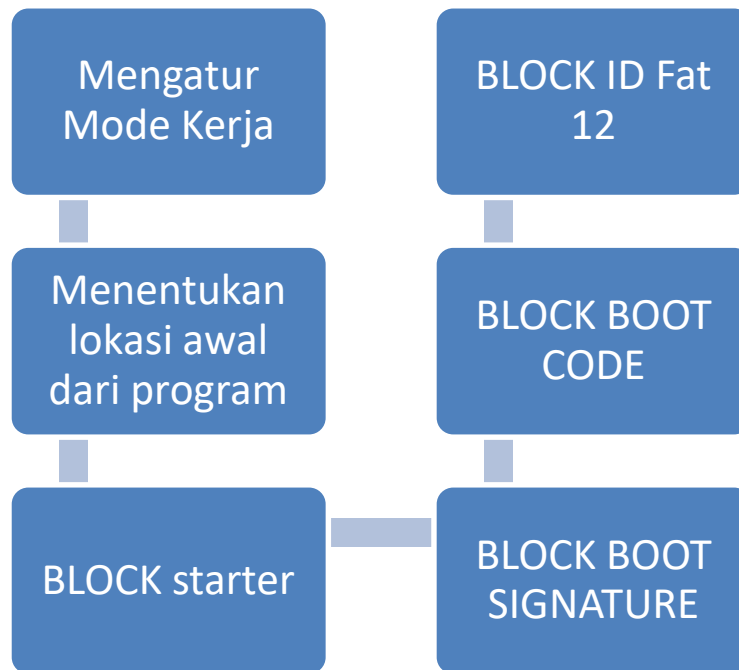 Mengatur
Mode Kerja
Menentukan
lokasi awal
dari program
BLOCK starter
BLOCK BOOT
SIGNATURE
BLOCK BOOT
CODE
BLOCK ID Fat
12